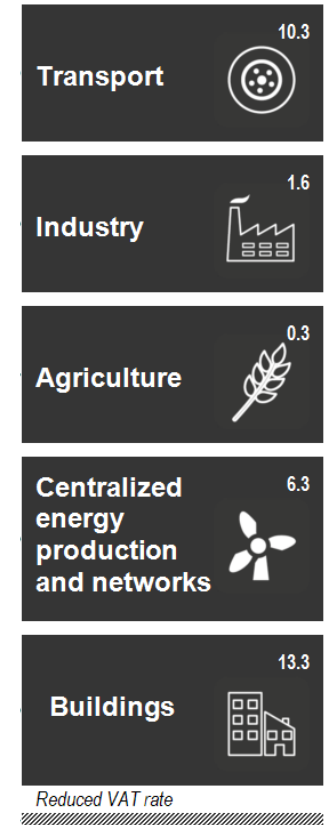 10.3
Transport
1.6
Industry
0.3
Agriculture
Centralized
6.3
energy
production
and networks
13.3
Buildings
Reduced VAT rate